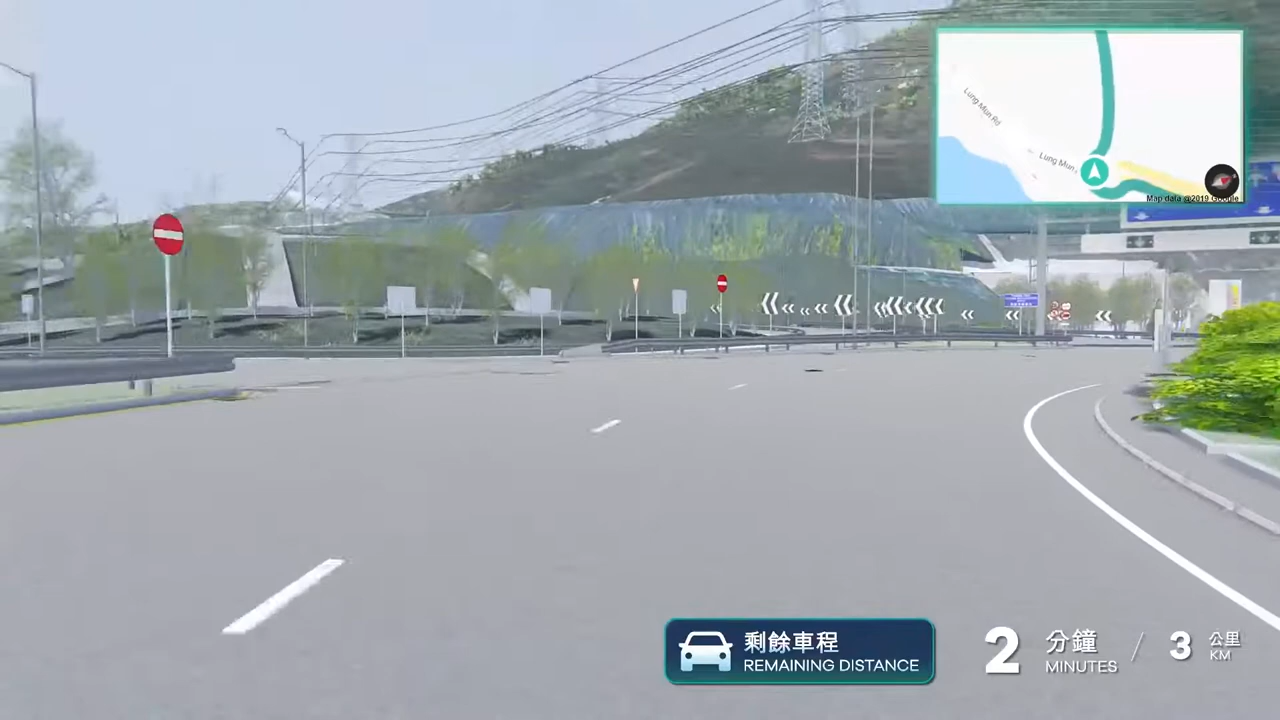 Lung Mun Rd
Lung Mun
Map data @2019 Google
剩餘車程
REMAINING DISTANCE
2 分鐘 / 3 公里
MINUTES KM